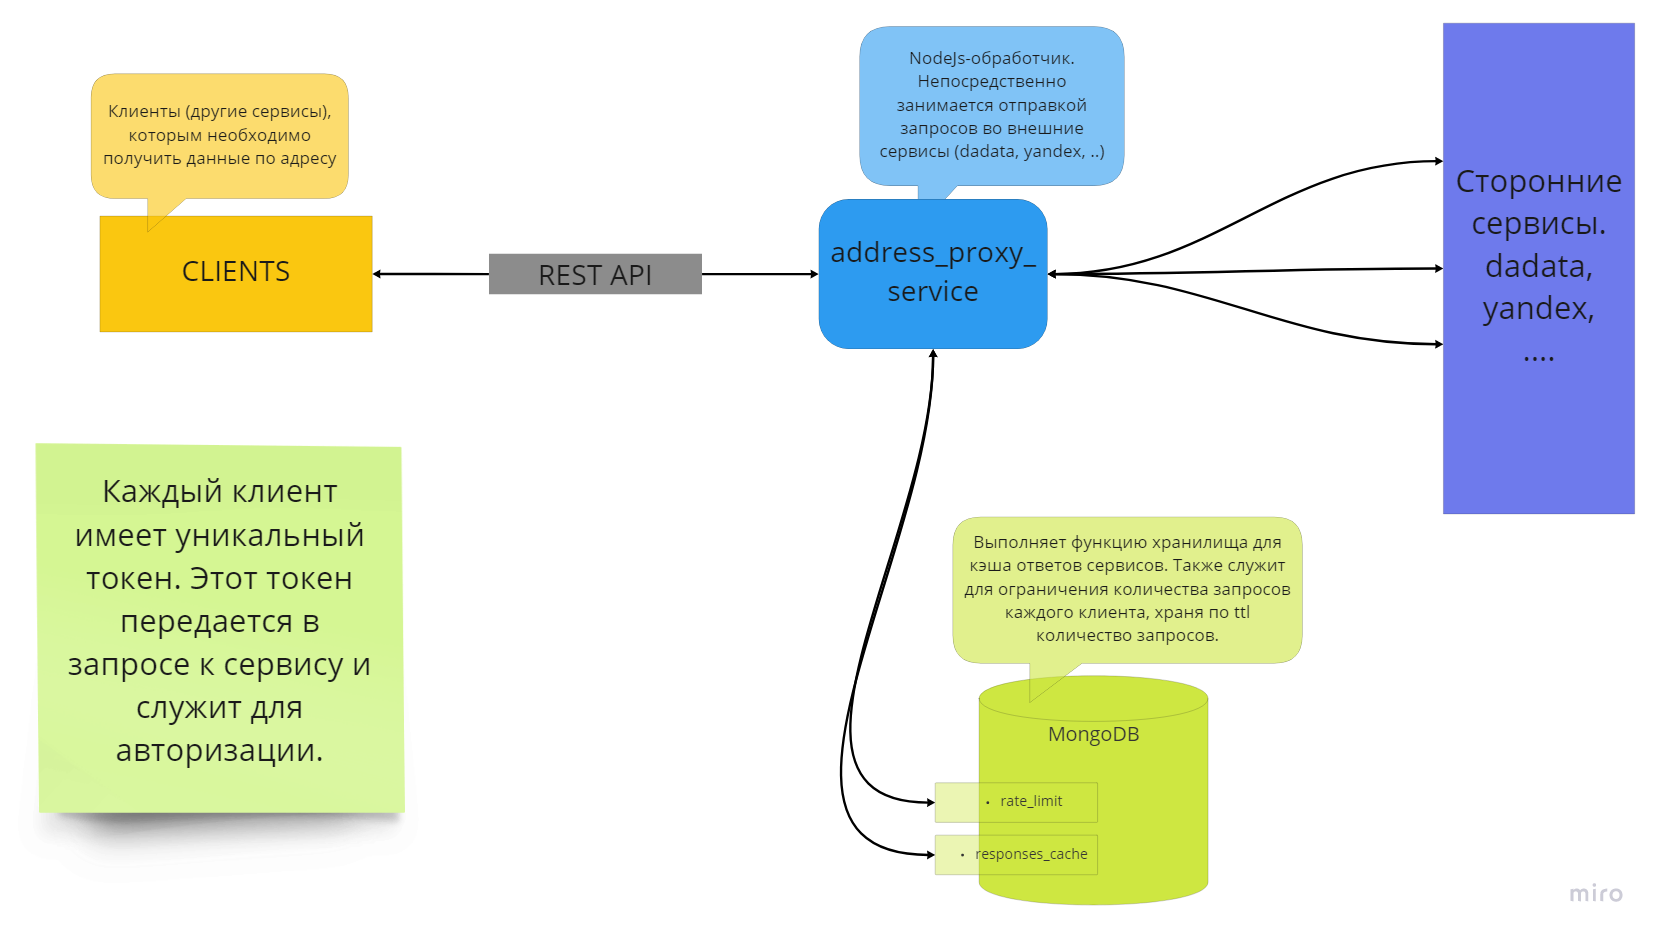 Клиенты (другие сервисы),
которым необходимо
получить данные по адресу
CLIENTS
REST API
NodeJs-обработчик.
Непосредственно
занимается отправкой
запросов во внешние
сервисы (dadata, yandex, ..)
address_proxy_
service
Сторонние
сервисы.
dadata,
yandex,
....
Каждый клиент
имеет уникальный
токен. Этот токен
передается в
запросе к сервису и
служит для
авторизации.
Выполняет функцию хранилища для
кэша ответов сервисов. Также служит
для ограничения количества запросов
каждого клиента, храня по ttl
количество запросов.
MongoDB
• rate_limit
• responses_cache
miro